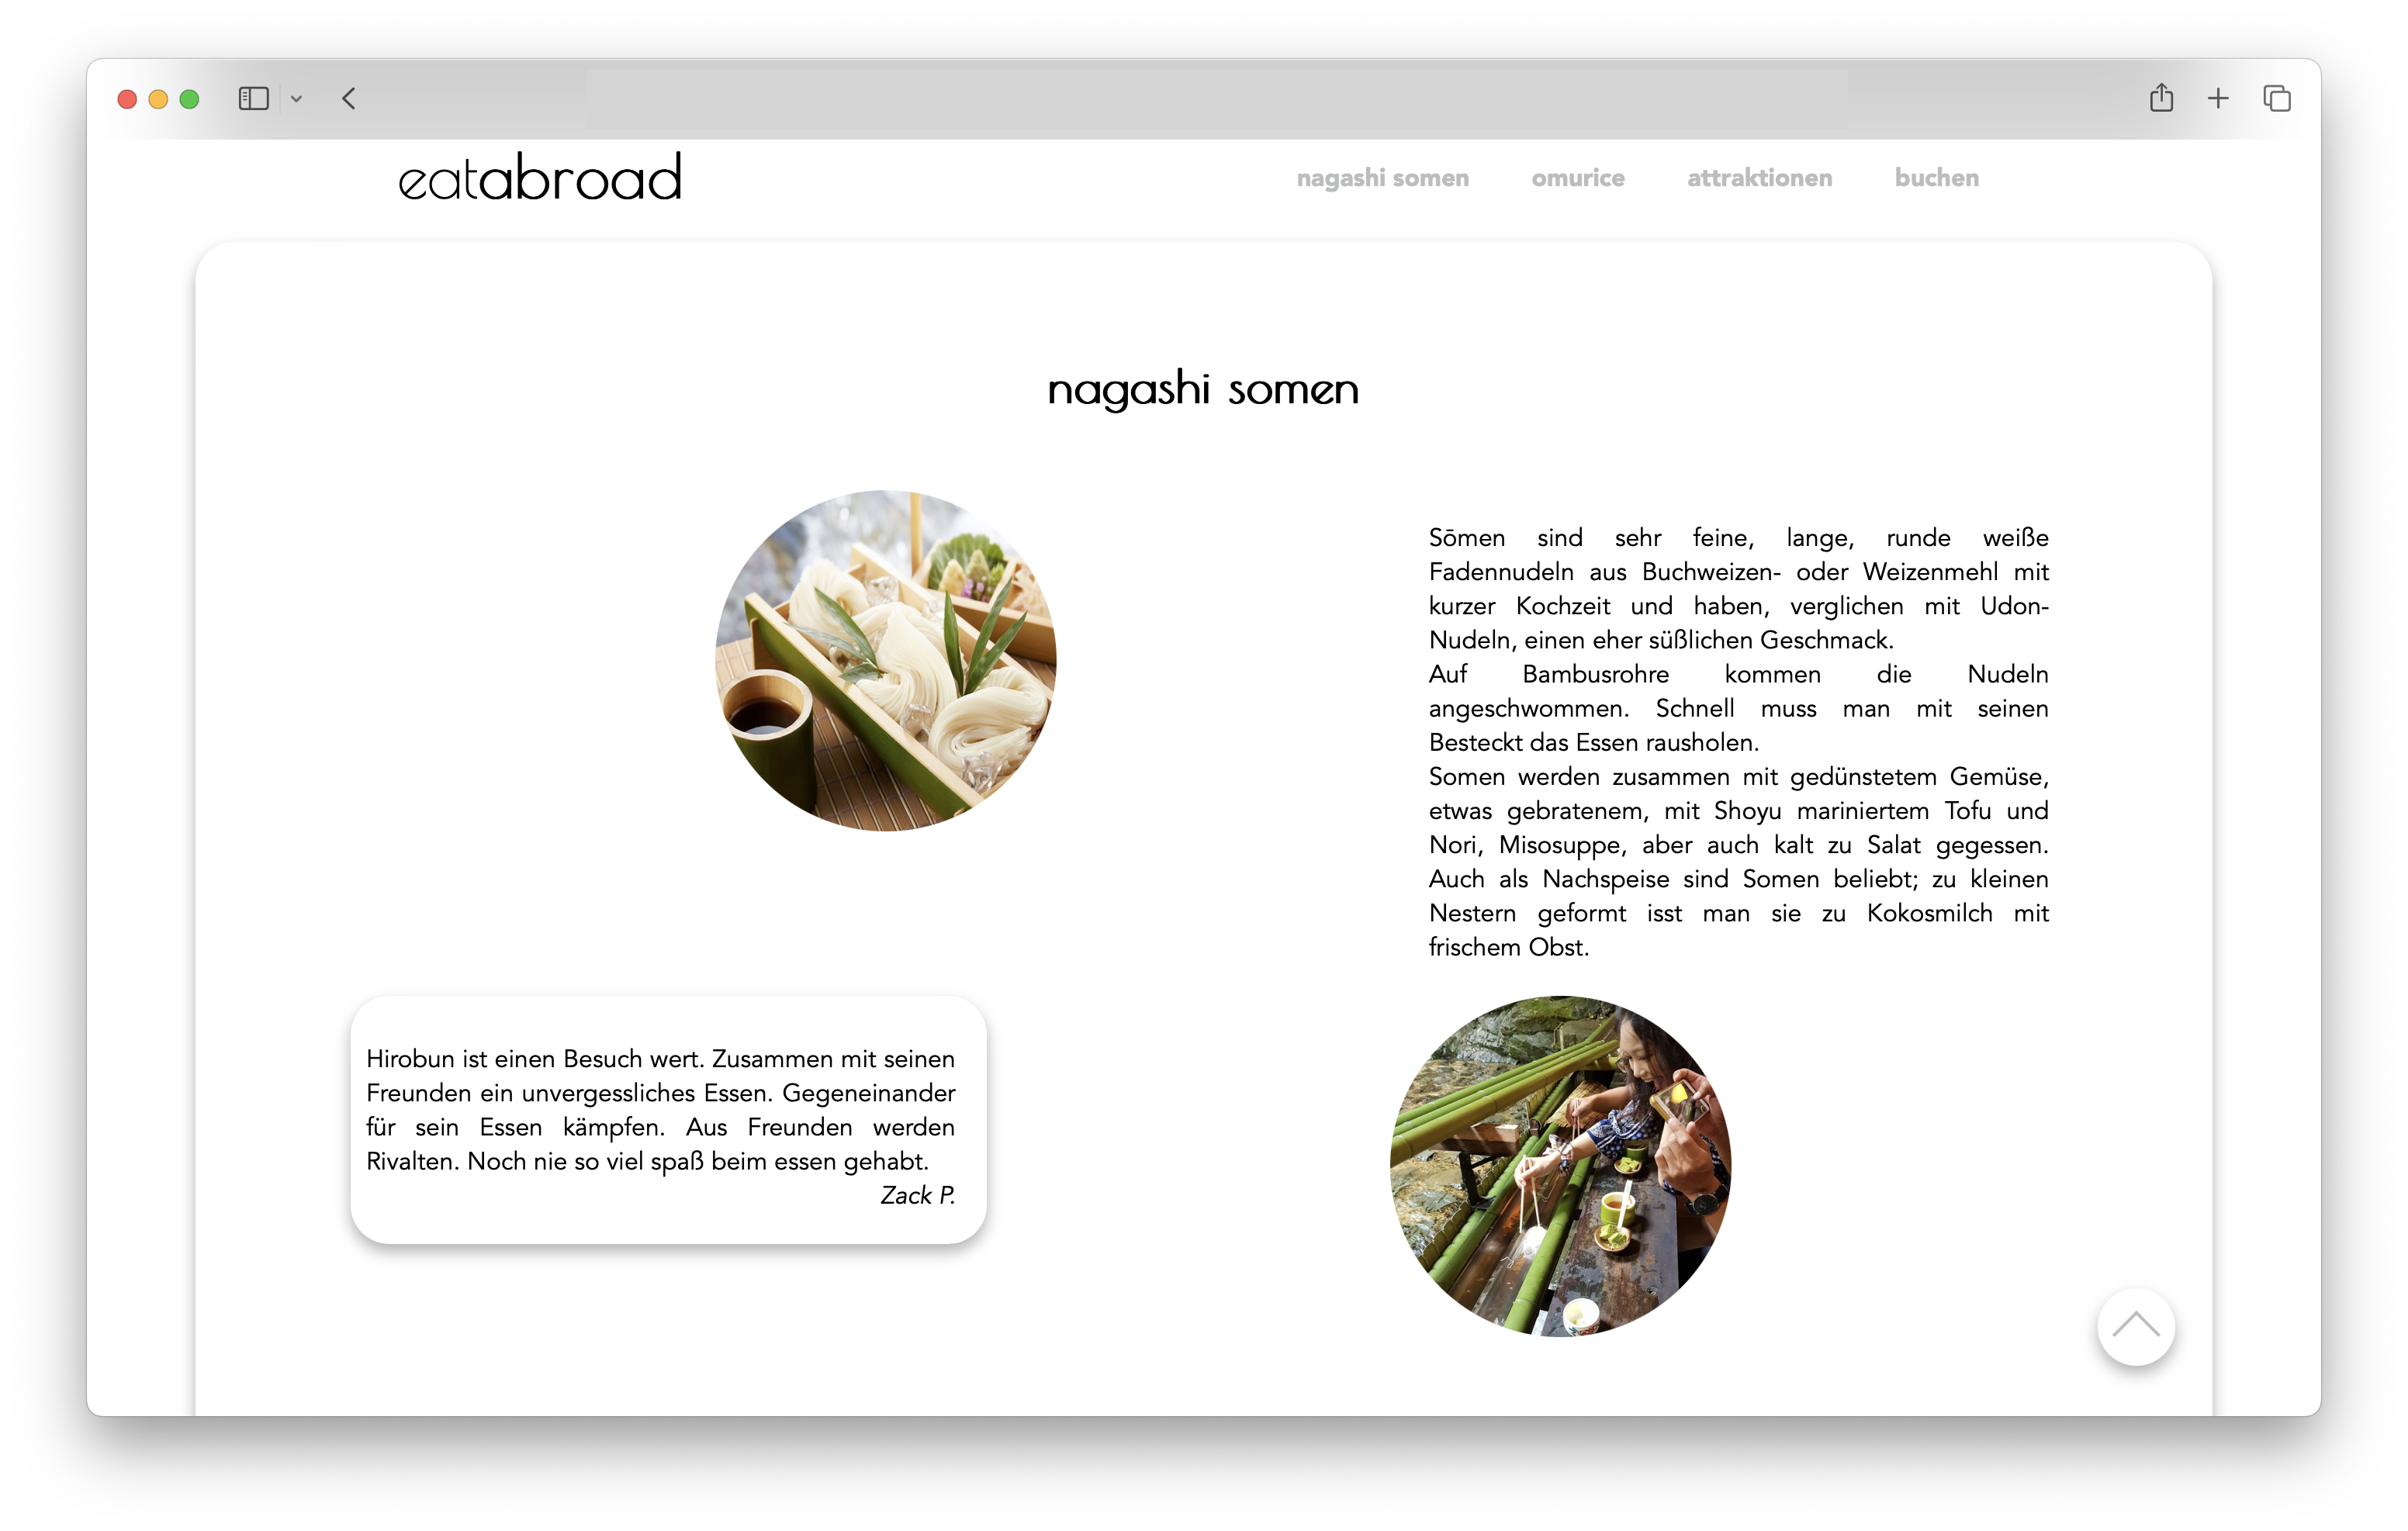 eatabroad
nagashi somen
omurice
attraktionen
buchen
nagashi somen
Sōmen sind sehr feine, lange, runde weiße
Fadennudeln aus Buchweizen- oder Weizenmehl mit
kurzer Kochzeit und haben, verglichen mit Udon-
Nudeln, einen eher süßlichen Geschmack.
Auf Bambusrohre kommen die Nudeln
angeschwommen. Schnell muss man mit seinen
Besteckt das Essen rausholen.
Somen werden zusammen mit gedünstetem Gemüse,
etwas gebratenem, mit Shoyu mariniertem Tofu und
Nori, Misosuppe, aber auch kalt zu Salat gegessen.
Auch als Nachspeise sind Somen beliebt; zu kleinen
Nestern geformt isst man sie zu Kokosmilch mit
frischem Obst.
Hirobun ist einen Besuch wert. Zusammen mit seinen
Freunden ein unvergessliches Essen. Gegeneinander
für sein Essen kämpfen. Aus Freunden werden
Rivalten. Noch nie so viel spaß beim essen gehabt.
Zack P.